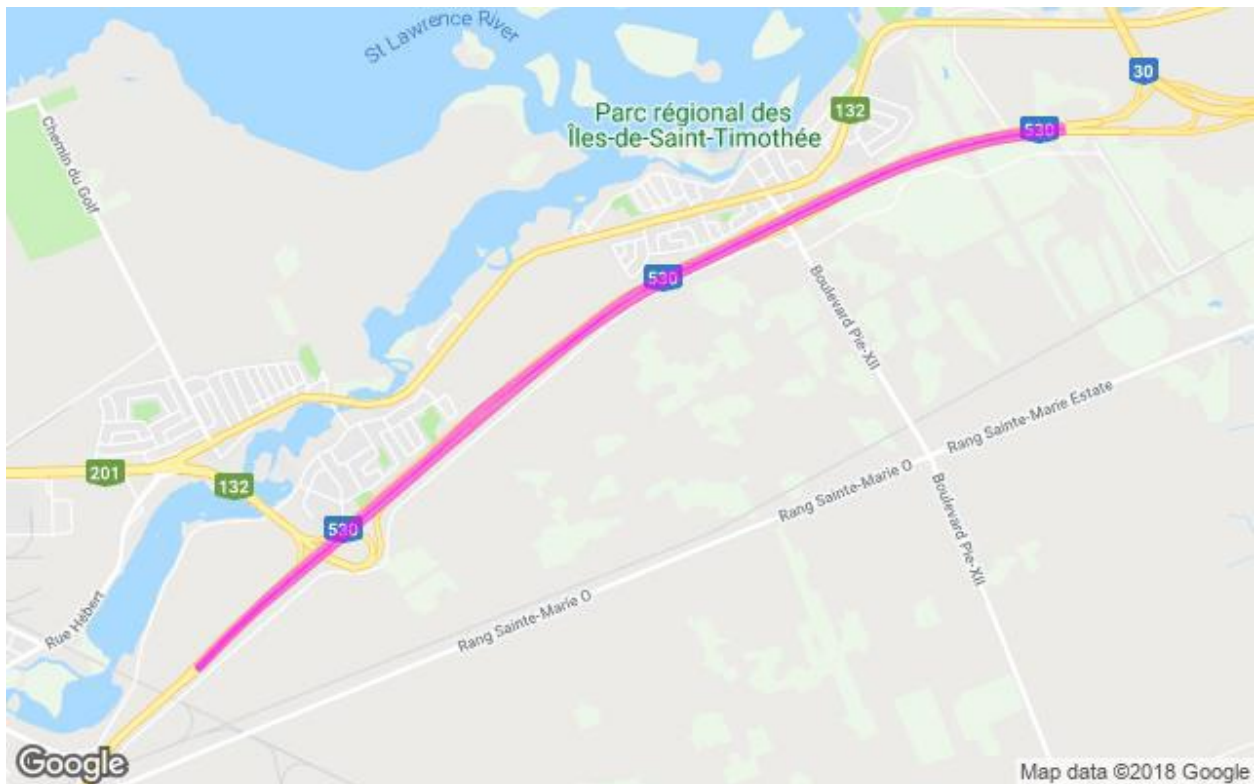 St Lawrence River
30
Chemin du Golf
Parc régional des
Îles-de-Saint-Timothée
132
530
530
Boulevard Pie-XII
Rang Sainte-Marie Estate
201
132
Rang Sainte-Marie O
Boulevard Pie-XII
530
Rue Hébert
Rang Sainte-Marie O
Google
Map data ©2018 Google